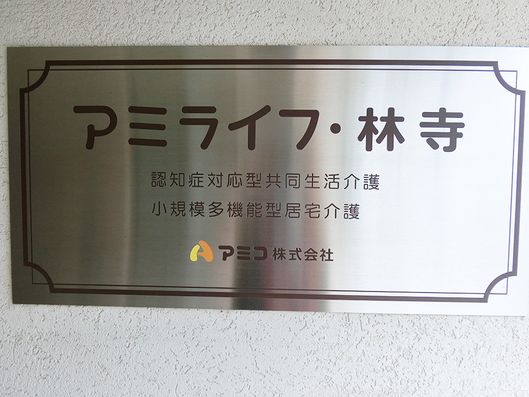 アミライフ・林寺
認知症対応型共同生活介護
小規模多機能型居宅介護
アミコ株式会社